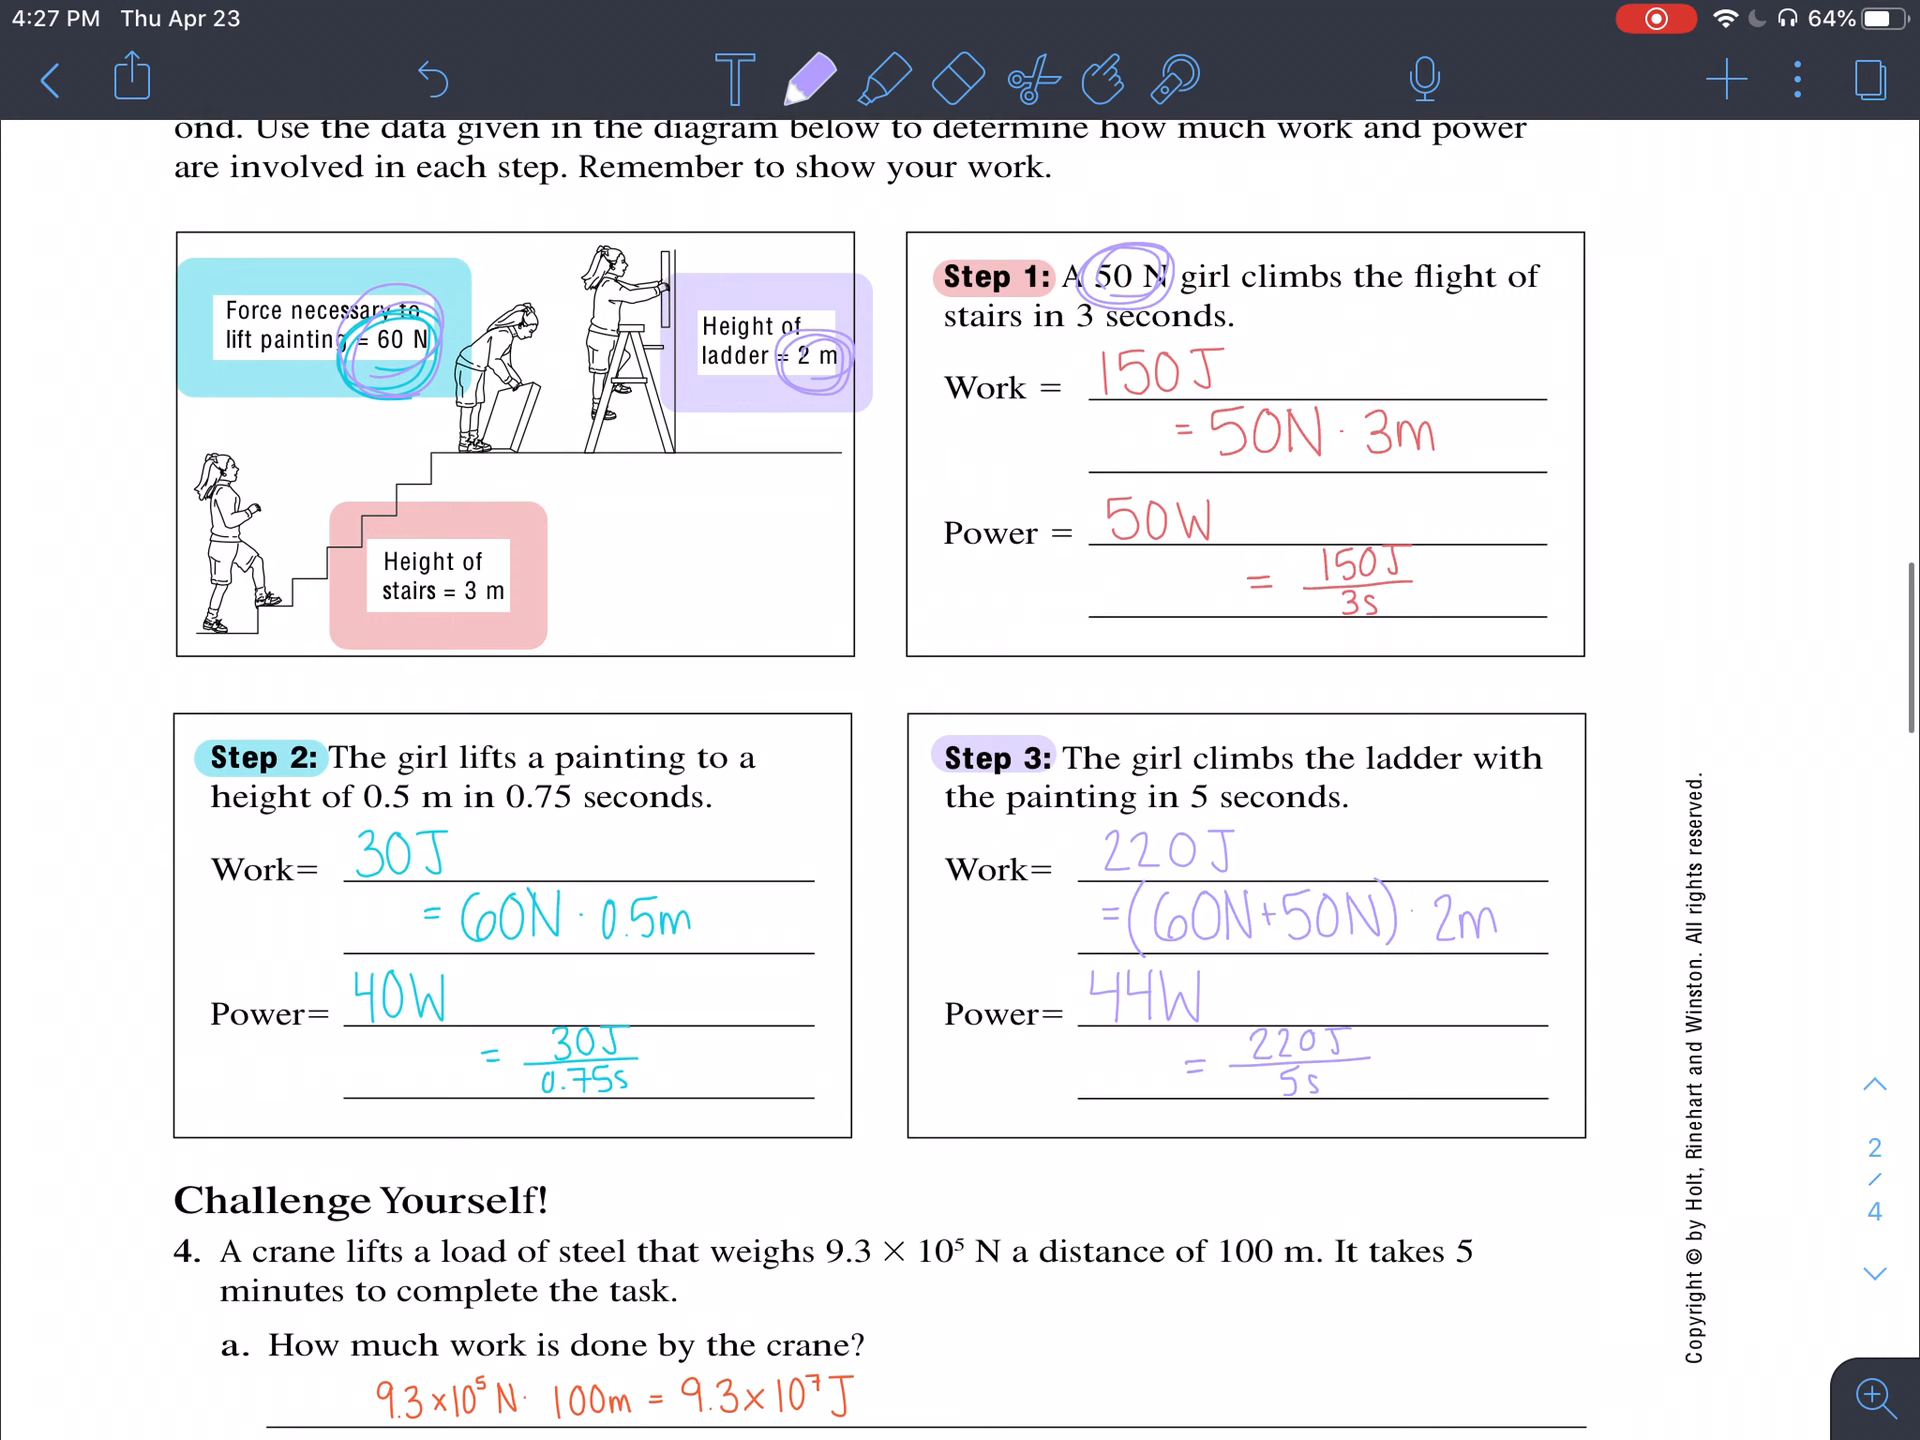 4:27 PM Thu Apr 23
64%
T
ond. Use the data given in the diagram below to determine how much work and power
are involved in each step. Remember to show your work.
Force necessary to
lift painting = 60 N
Height of
ladder = 2 m
Height of
stairs = 3 m
Step 1: A 50 N girl climbs the flight of
stairs in 3 seconds.
Work = 150J
= 50N · 3m
Power = 50W
= 150J
3s
Step 2: The girl lifts a painting to a
height of 0.5 m in 0.75 seconds.
Work= 30J
= 60N · 0.5m
Power= 40W
= 30J
0.75s
Step 3: The girl climbs the ladder with
the painting in 5 seconds.
Work= 220J
=(60N+50N) · 2m
Power= 44W
= 220J
5s
Copyright © by Holt, Rinehart and Winston. All rights reserved.
2
/
4
Challenge Yourself!
4. A crane lifts a load of steel that weighs 9.3 × 10⁵ N a distance of 100 m. It takes 5
minutes to complete the task.
a. How much work is done by the crane?
9.3x10⁵ N · 100m = 9.3x10⁷ J